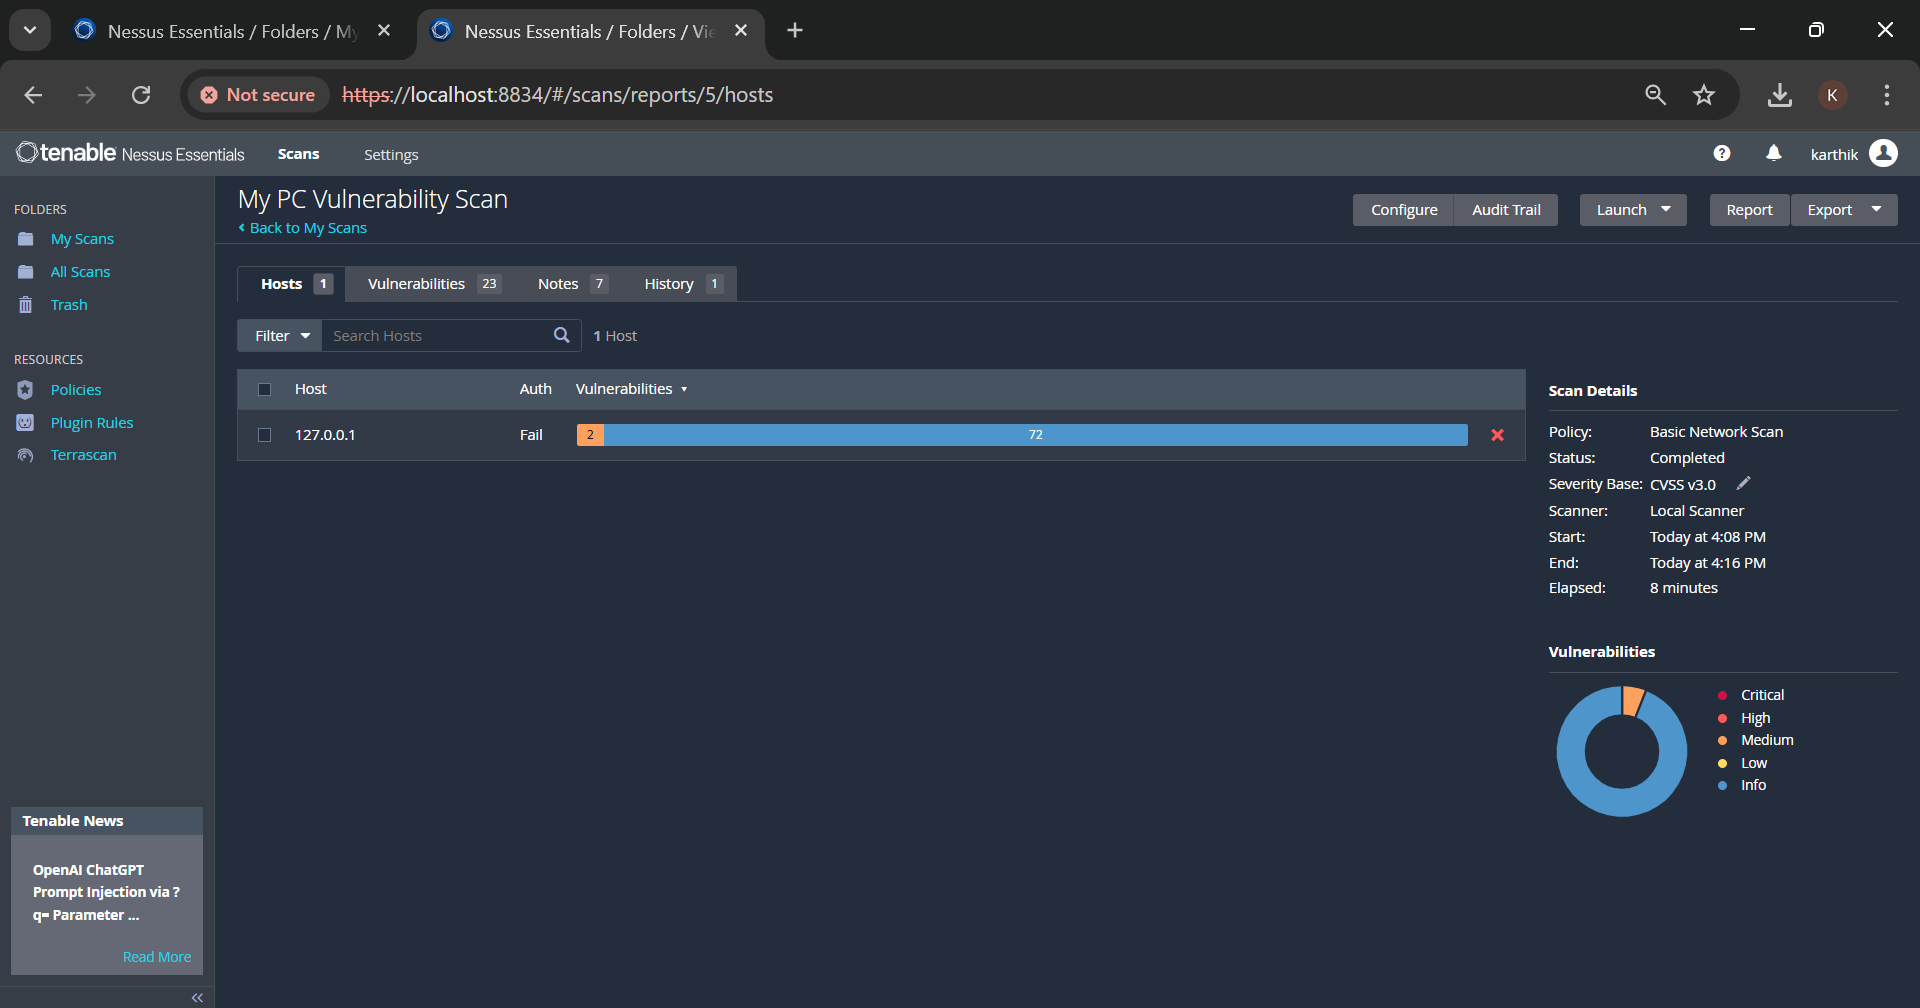 Nessus Essentials / Folders / My
Nessus Essentials / Folders / Vie
Not secure
https://localhost:8834/#/scans/reports/5/hosts
K
tenable Nessus Essentials
Scans
Settings
?
karthik
FOLDERS
My Scans
All Scans
Trash
RESOURCES
Policies
Plugin Rules
Terrascan
Tenable News
OpenAI ChatGPT
Prompt Injection via ?
q= Parameter ...
Read More
My PC Vulnerability Scan
Back to My Scans
Configure
Audit Trail
Launch
Report
Export
Hosts 1
Vulnerabilities 23
Notes 7
History 1
Filter
Search Hosts
1 Host
Host Auth Vulnerabilities
127.0.0.1 Fail 2 72
Scan Details
Policy: Basic Network Scan
Status: Completed
Severity Base: CVSS v3.0
Scanner: Local Scanner
Start: Today at 4:08 PM
End: Today at 4:16 PM
Elapsed: 8 minutes
Vulnerabilities
Critical
High
Medium
Low
Info